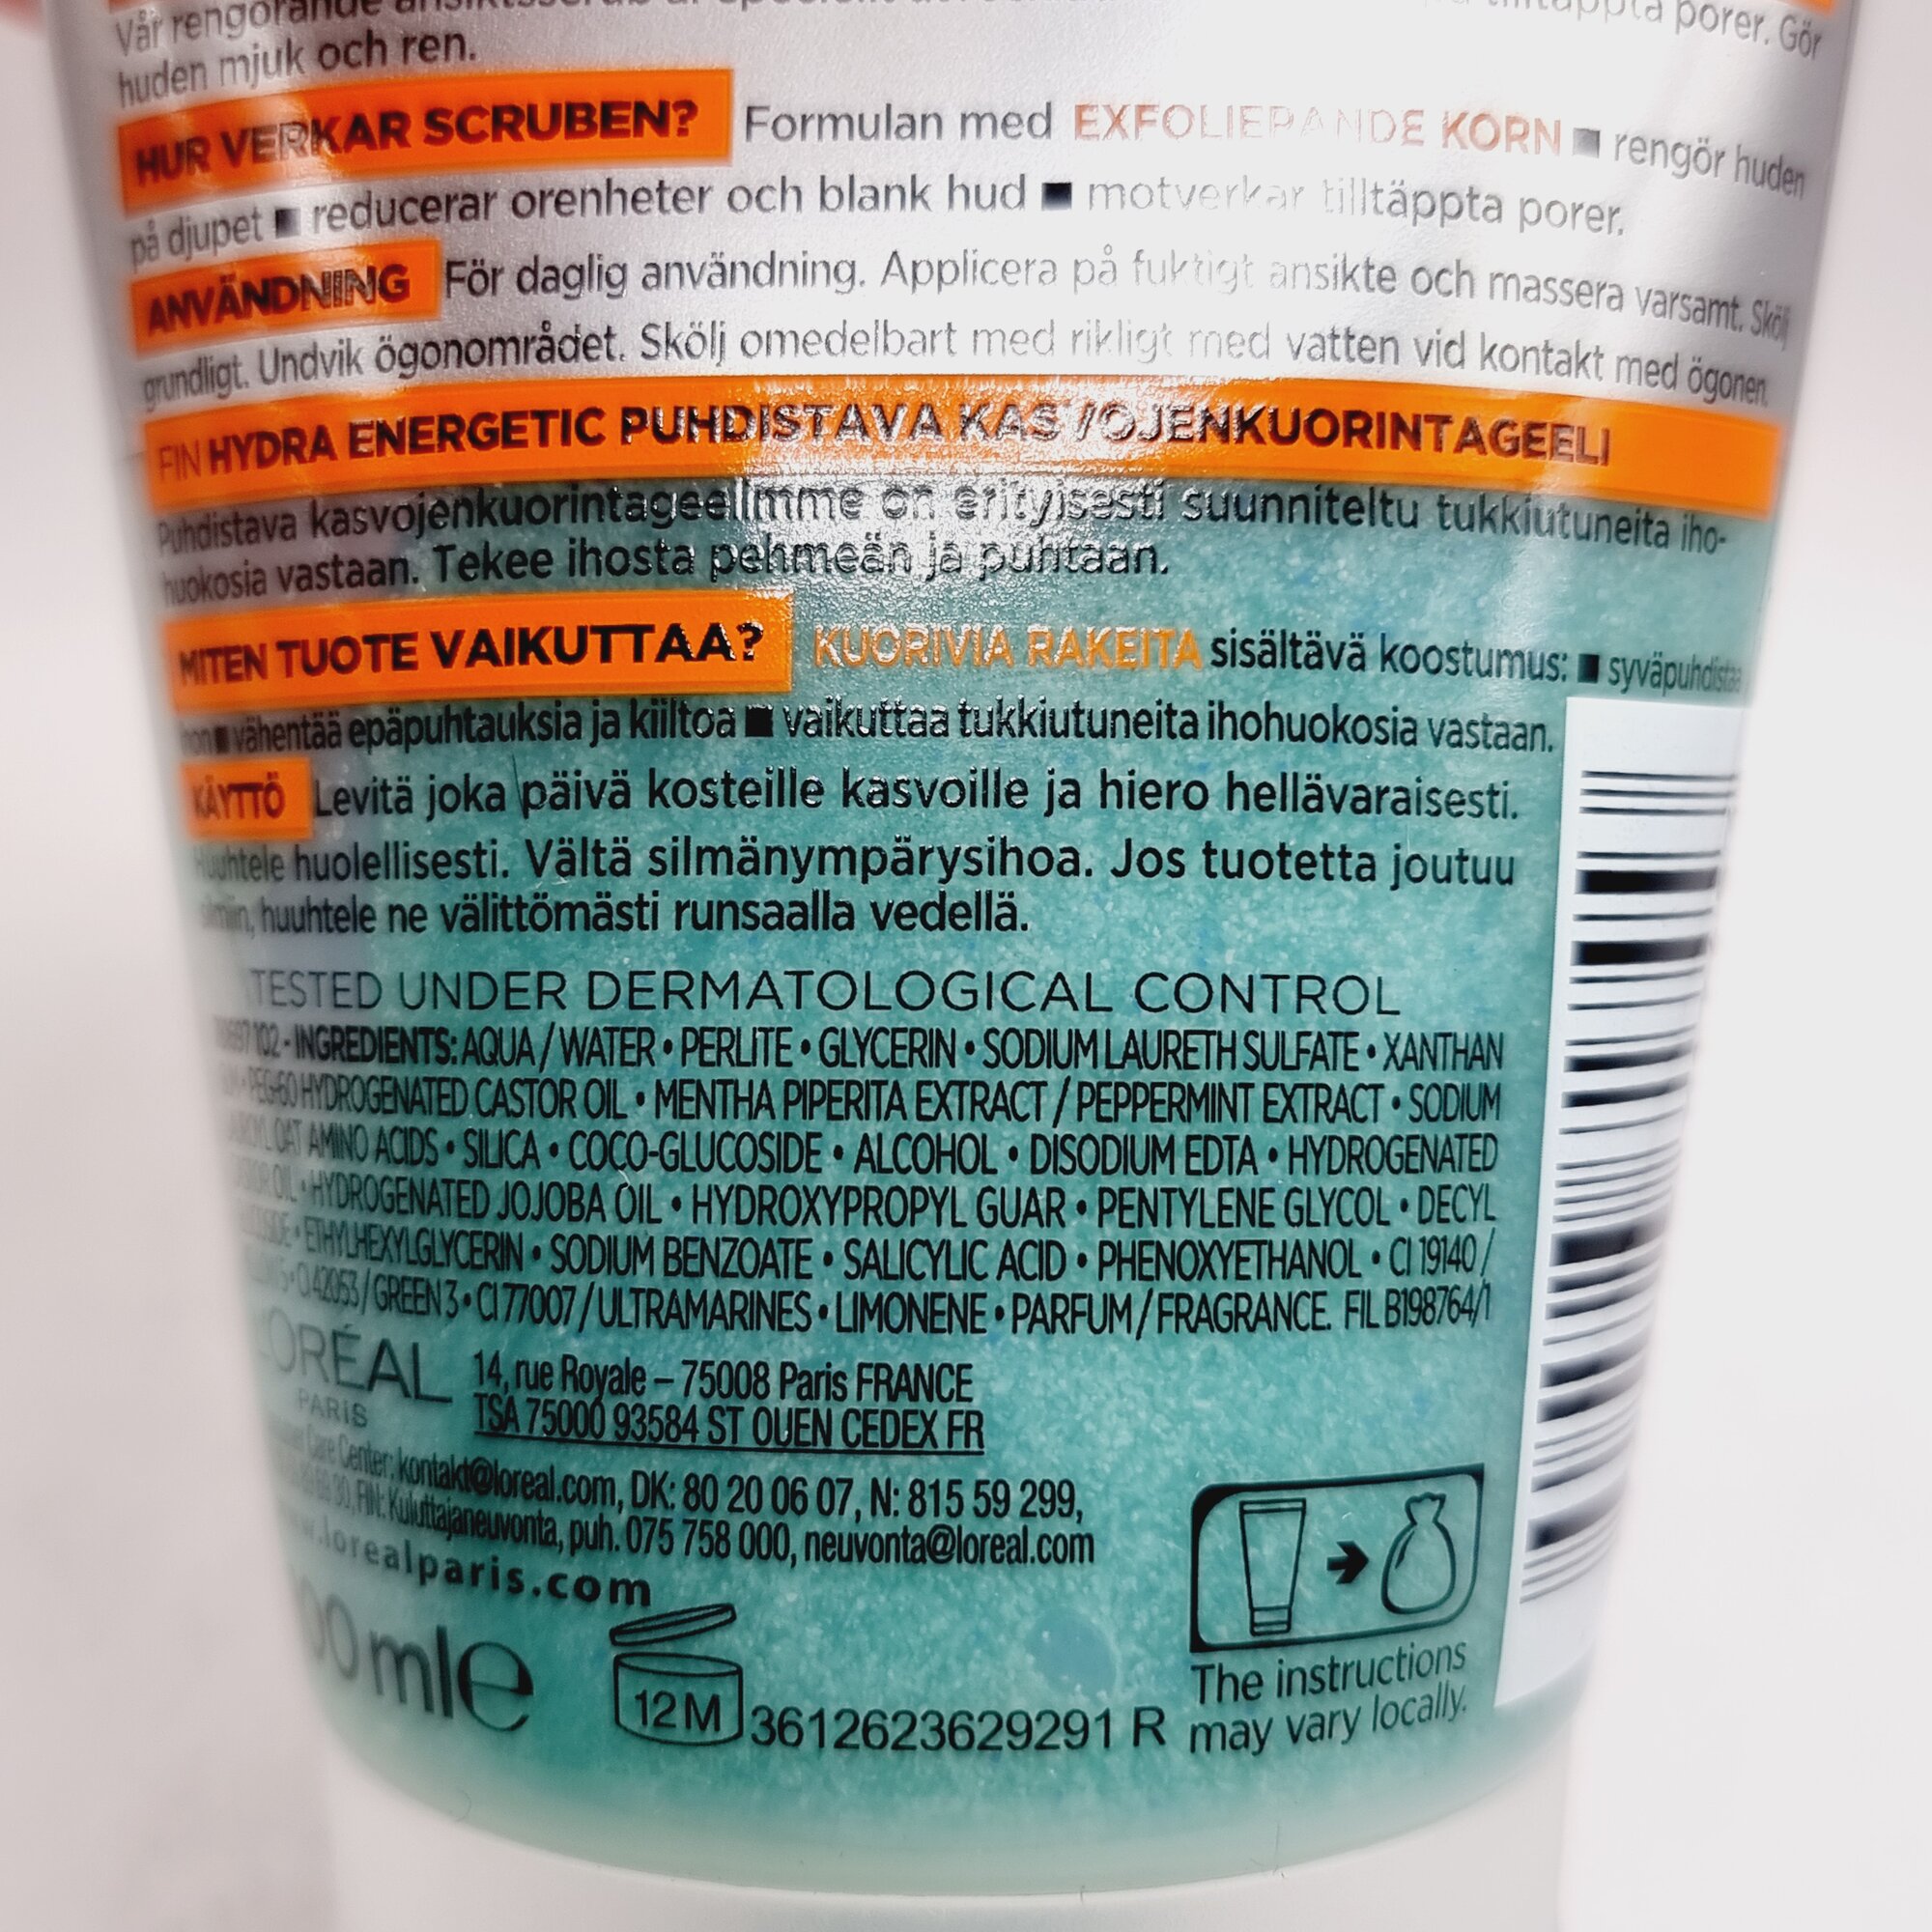 Vår rengörande porer. Gör
huden mjuk och ren.
HUR VERKAR SCRUBEN? Formulan med EXFOLIERANDE KORN ■ rengör huden
på djupet ■ reducerar orenheter och blank hud ■ motverkar tilltäppta porer.
ANVÄNDNING För daglig användning. Applicera på fuktigt ansikte och massera varsamt. Skölj
grundligt. Undvik ögonområdet. Skölj omedelbart med rikligt med vatten vid kontakt med ögonen.
FIN HYDRA ENERGETIC PUHDISTAVA KASVOJENKUORINTAGEELI
Puhdistava kasvojenkuorintageelimme on erityisesti suunniteltu tukkiutuneita iho-
huokosia vastaan. Tekee ihosta pehmeän ja puhtaan.
MITEN TUOTE VAIKUTTAA? KUORIVIA RAKEITA sisältävä koostumus: ■ syväpuhdistaa
■ vähentää epäpuhtauksia ja kiiltoa ■ vaikuttaa tukkiutuneita ihohuokosia vastaan.
KÄYTTÖ Levitä joka päivä kosteille kasvoille ja hiero hellävaraisesti.
Huuhtele huolellisesti. Vältä silmänympärysihoa. Jos tuotetta joutuu
silmiin, huuhtele ne välittömästi runsaalla vedellä.
TESTED UNDER DERMATOLOGICAL CONTROL
102 - INGREDIENTS: AQUA / WATER • PERLITE • GLYCERIN • SODIUM LAURETH SULFATE • XANTHAN
• PEG-60 HYDROGENATED CASTOR OIL • MENTHA PIPERITA EXTRACT / PEPPERMINT EXTRACT • SODIUM
OAT AMINO ACIDS • SILICA • COCO-GLUCOSIDE • ALCOHOL • DISODIUM EDTA • HYDROGENATED
OIL • HYDROGENATED JOJOBA OIL • HYDROXYPROPYL GUAR • PENTYLENE GLYCOL • DECYL
• ETHYLHEXYLGLYCERIN • SODIUM BENZOATE • SALICYLIC ACID • PHENOXYETHANOL • CI 19140 /
• CI 42053 / GREEN 3 • CI 77007 / ULTRAMARINES • LIMONENE • PARFUM / FRAGRANCE. FIL B198764/1
L'ORÉAL
PARIS
14, rue Royale – 75008 Paris FRANCE
TSA 75000 93584 ST OUEN CEDEX FR
Care Center: kontakt@loreal.com, DK: 80 20 06 07, N: 815 59 299,
FIN: Kuluttajaneuvonta, puh. 075 758 000, neuvonta@loreal.com
www.lorealparis.com
ml e
12 M
3612623629291 R
The instructions
may vary locally.